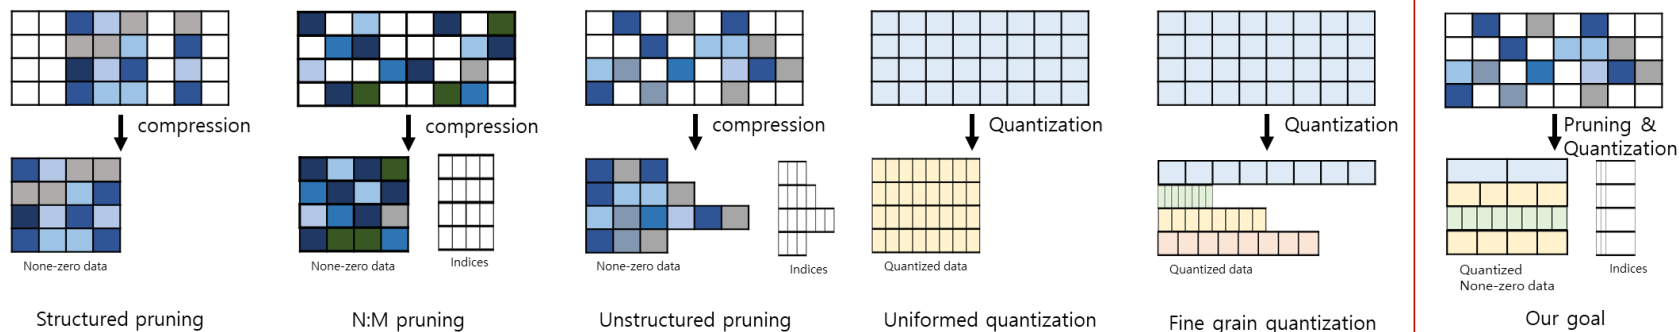 compression
None-zero data
Structured pruning
compression
None-zero data
Indices
N:M pruning
compression
None-zero data
Indices
Unstructured pruning
Quantization
Quantized data
Uniformed quantization
Quantization
Quantized data
Fine grain quantization
Pruning &
Quantization
Quantized
None-zero data
Indices
Our goal